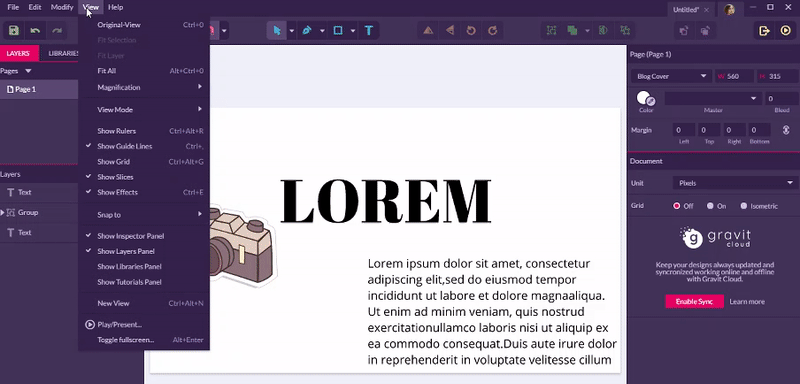 File Edit Modify View Help
Untitled*
LAYERS LIBRARIES
Pages
Page 1
Layers
Text
Group
Text
Original-View Ctrl+0
Fit Selection
Fit Layer
Fit All Alt+Ctrl+0
Magnification
View Mode
Show Rulers Ctrl+Alt+R
Show Guide Lines Ctrl+,
Show Grid Ctrl+Alt+G
Show Slices
Show Effects Ctrl+E
Snap to
Show Inspector Panel
Show Layers Panel
Show Libraries Panel
Show Tutorials Panel
New View Ctrl+Alt+N
Play/Present...
Toggle fullscreen... Alt+Enter
LOREM
Lorem ipsum dolor sit amet, consectetur
adipiscing elit,sed do eiusmod tempor
incididunt ut labore et dolore magnaaliqua.
Ut enim ad minim veniam, quis nostrud
exercitationullamco laboris nisi ut aliquip ex
ea commodo consequat.Duis aute irure dolor
in reprehenderit in voluptate velitesse cillum
Page (Page 1)
Blog Cover W 560 H 315
0
Color Master Bleed
Margin 0 0 0 0
Left Top Right Bottom
Document
Unit Pixels
Grid Off On Isometric
gravit
cloud
Keep your designs always updated and
syncronized working online and offline
with Gravit Cloud.
Enable Sync Learn more